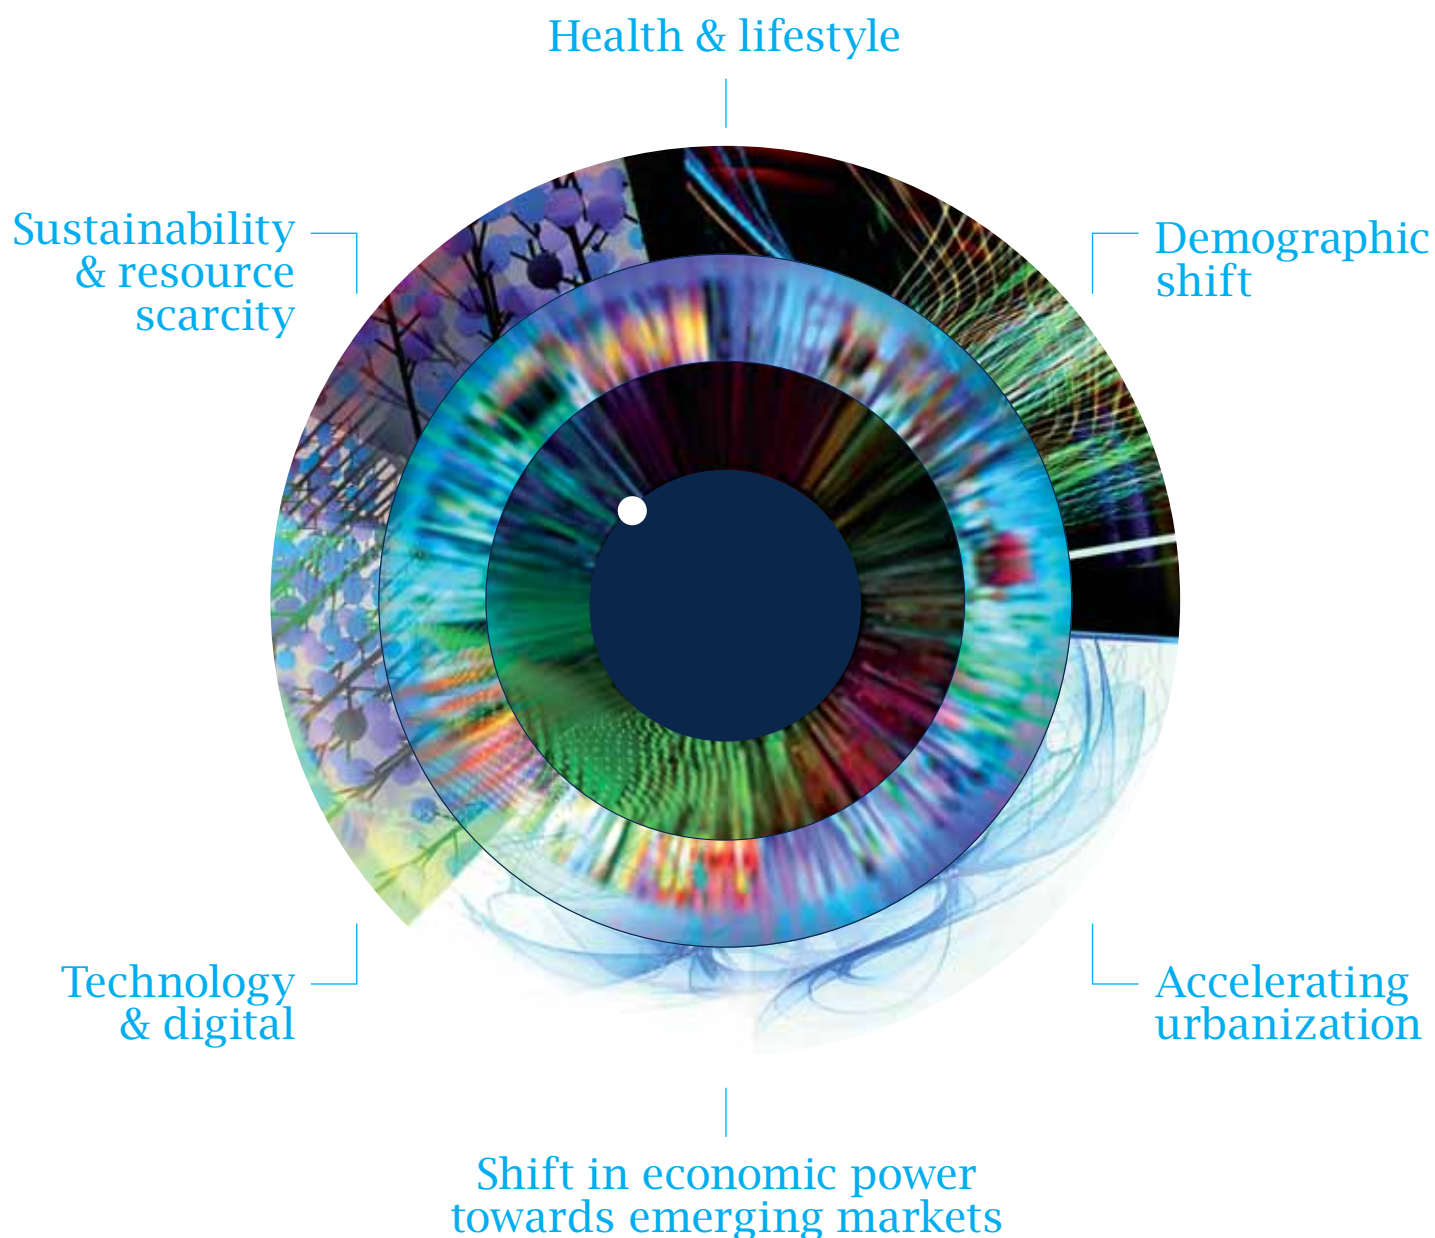 Health & lifestyle
Sustainability
& resource
scarcity
Demographic
shift
Technology
& digital
Accelerating
urbanization
Shift in economic power
towards emerging markets